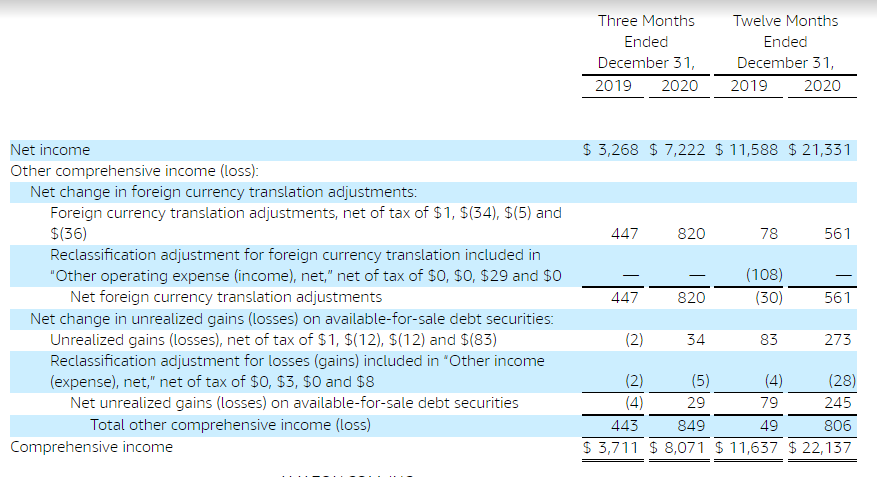 Three Months Twelve Months
Ended Ended
December 31, December 31,
2019 2020 2019 2020
Net income $ 3,268 $ 7,222 $ 11,588 $ 21,331
Other comprehensive income (loss):
Net change in foreign currency translation adjustments:
Foreign currency translation adjustments, net of tax of $1, $(34), $(5) and
$(36) 447 820 78 561
Reclassification adjustment for foreign currency translation included in
"Other operating expense (income), net," net of tax of $0, $0, $29 and $0 — — (108) —
Net foreign currency translation adjustments 447 820 (30) 561
Net change in unrealized gains (losses) on available-for-sale debt securities:
Unrealized gains (losses), net of tax of $1, $(12), $(12) and $(83) (2) 34 83 273
Reclassification adjustment for losses (gains) included in "Other income
(expense), net," net of tax of $0, $3, $0 and $8 (2) (5) (4) (28)
Net unrealized gains (losses) on available-for-sale debt securities (4) 29 79 245
Total other comprehensive income (loss) 443 849 49 806
Comprehensive income $ 3,711 $ 8,071 $ 11,637 $ 22,137